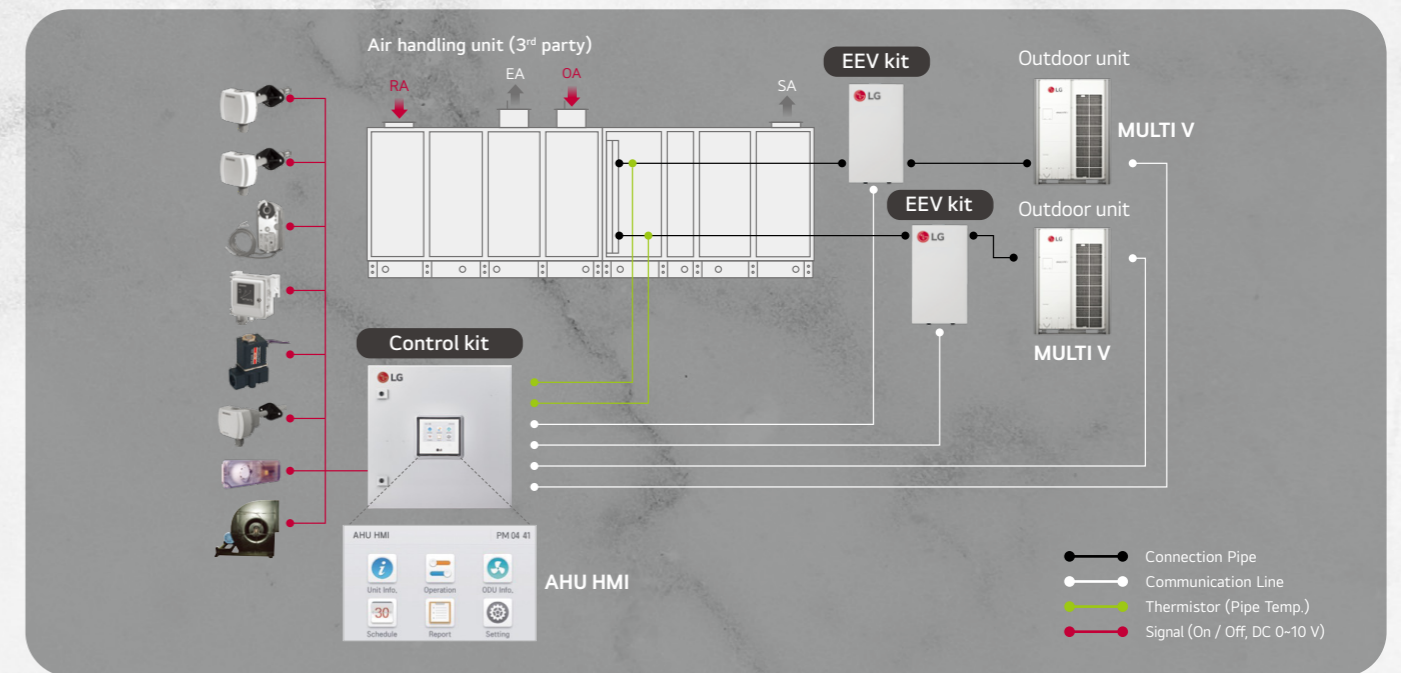 Air handling unit (3rd party)
RA
EA
OA
SA
EEV kit
LG
Outdoor unit
LG
MULTI V
EEV kit
LG
Outdoor unit
LG
MULTI V
Control kit
LG
AHU HMI
PM 04 41
Unit Info.
Operation
ODU Info.
30
Schedule
Report
Setting
AHU HMI
Connection Pipe
Communication Line
Thermistor (Pipe Temp.)
Signal (On / Off, DC 0~10 V)